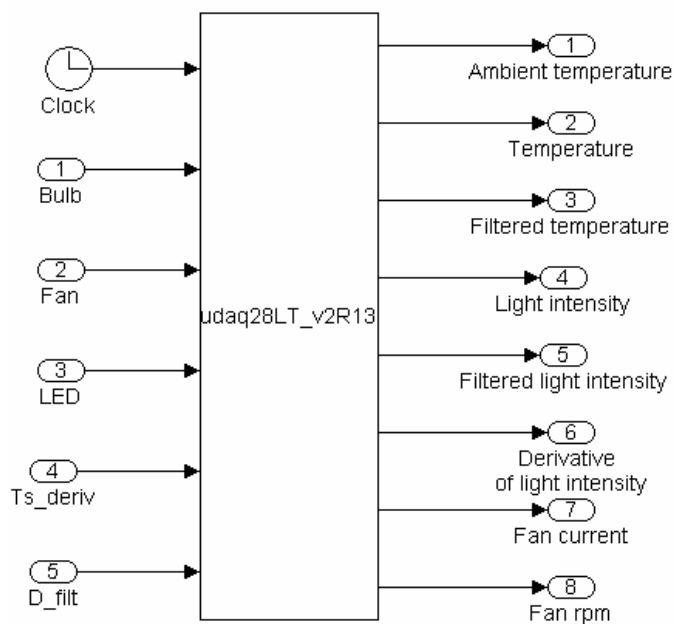 Clock
1
Bulb
2
Fan
3
LED
4
Ts_deriv
5
D_filt
udaq28LT_v2R13
1
Ambient temperature
2
Temperature
3
Filtered temperature
4
Light intensity
5
Filtered light intensity
6
Derivative
of light intensity
7
Fan current
8
Fan rpm